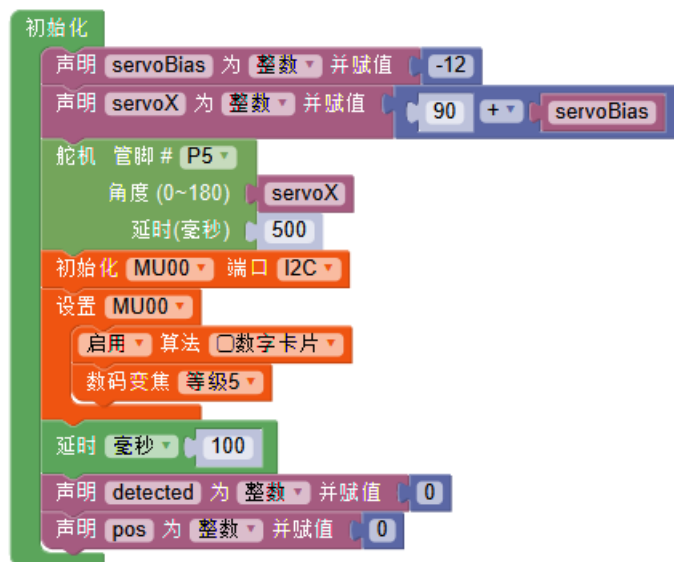 初始化
声明 servoBias 为 整数 并赋值 -12
声明 servoX 为 整数 并赋值 90 + servoBias
舵机 管脚 # P5
角度 (0~180) servoX
延时(毫秒) 500
初始化 MU00 端口 I2C
设置 MU00
启用 算法 数字卡片
数码变焦 等级5
延时 毫秒 100
声明 detected 为 整数 并赋值 0
声明 pos 为 整数 并赋值 0